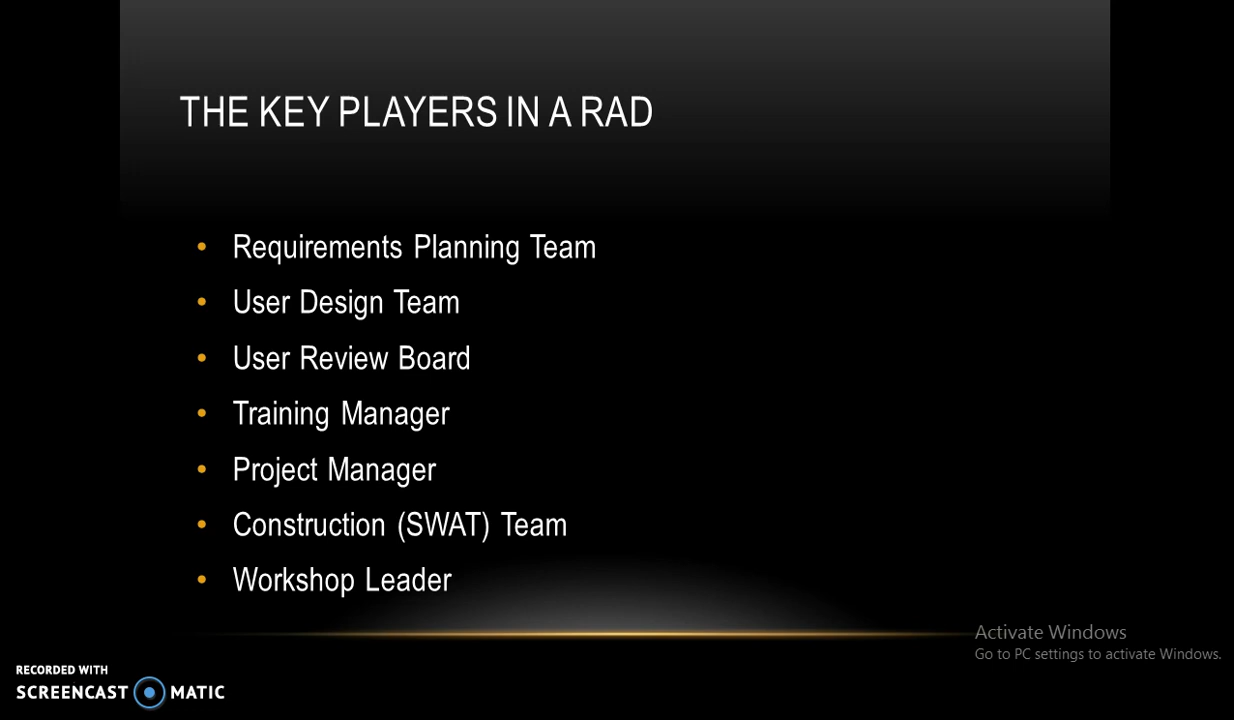 THE KEY PLAYERS IN A RAD
• Requirements Planning Team
• User Design Team
• User Review Board
• Training Manager
• Project Manager
• Construction (SWAT) Team
• Workshop Leader
Activate Windows
Go to PC settings to activate Windows.
RECORDED WITH
SCREENCAST MATIC